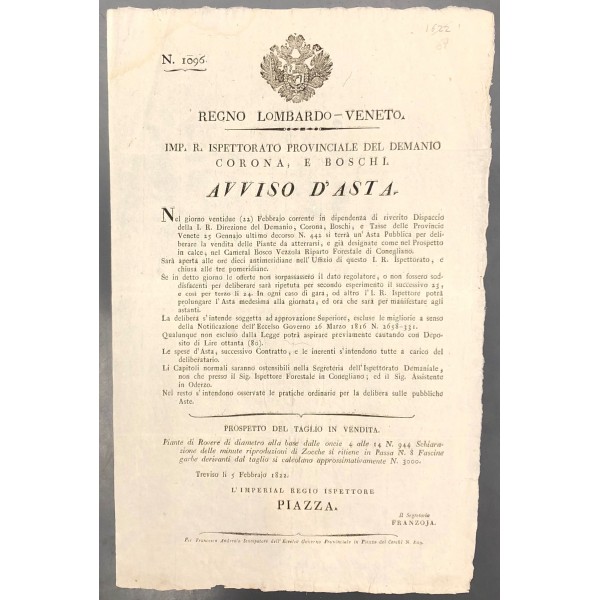 1822
N. 1096.
REGNO LOMBARDO-VENETO.
IMP. R. ISPETTORATO PROVINCIALE DEL DEMANIO
CORONA, E BOSCHI.
AVVISO D'ASTA.
Nel giorno ventidue (22) Febbrajo corrente in dipendenza di riverito Dispaccio
della I. R. Direzione del Demanio, Corona, Boschi, e Tasse delle Provincie
Venete 25 Gennajo ultimo decorso N. 442 si terrà un'Asta Pubblica per deli-
berare la vendita delle Piante da atterrarsi, e già designate come nel Prospetto
in calce, nel Cameral Bosco Vezzola Riparto Forestale di Conegliano.
Sarà aperta alle ore dieci antimeridiane nell'Uffizio di questo I. R. Ispettorato, e
chiusa alle tre pomeridiane.
Se in detto giorno le offerte non sorpassassero il dato regolatore, o non fossero sod-
disfacenti per deliberare sarà ripetuta per secondo esperimento il successivo 23,
e così per terzo li 24. In ogni caso di gara, od altro l'I. R. Ispettore potrà
prolungare l'Asta medesima alla giornata, ed ora che sarà per manifestare agli
astanti.
La delibera s'intende soggetta ad approvazione Superiore, escluse le migliorie a senso
della Notificazione dell'Eccelso Governo 26 Marzo 1816 N. 2658-331.
Qualunque non escluso dalla Legge potrà aspirare previamente cautando con Depo-
sito di Lire ottanta (80).
Le spese d'Asta, successivo Contratto, e le inerenti s'intendono tutte a carico del
deliberatario.
Li Capitoli normali saranno ostensibili nella Segreteria dell'Ispettorato Demaniale,
non che presso il Sig. Ispettore Forestale in Conegliano; ed il Sig. Assistente
in Oderzo.
Nel resto s'intendono osservate le pratiche ordinarie per la delibera sulle pubbliche
Aste.
PROSPETTO DEL TAGLIO IN VENDITA.
Piante di Rovere di diametro alla base dalle oncie 4 alle 14 N. 944 Schiara-
zione delle minute riproduzioni di Zocche si ritiene in Passa N. 8 Fascine
garbe derivanti dal taglio si calcolano approssimativamente N. 3000.
Treviso li 5 Febbrajo 1822.
L'IMPERIAL REGIO ISPETTORE
PIAZZA.
Il Segretario
FRANZOJA.
Per Francesco Andreola Stampatore dell'Eccelso Governo Provinciale in Piazza del Corchi N.